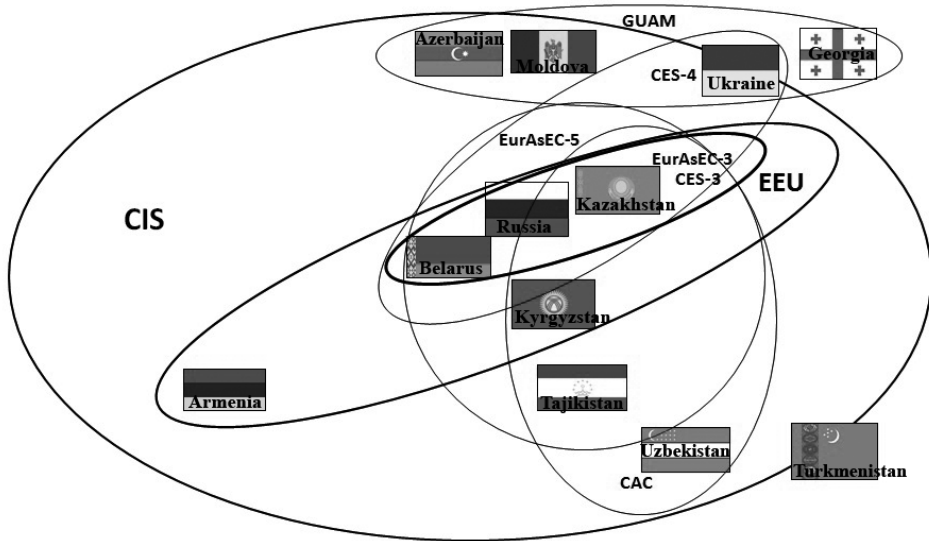 GUAM
Azerbaijan
Moldova
Georgia
CES-4
Ukraine
EurAsEC-5
EurAsEC-3
CES-3
EEU
CIS
Kazakhstan
Russia
Belarus
Kyrgyzstan
Armenia
Tajikistan
Uzbekistan
Turkmenistan
CAC